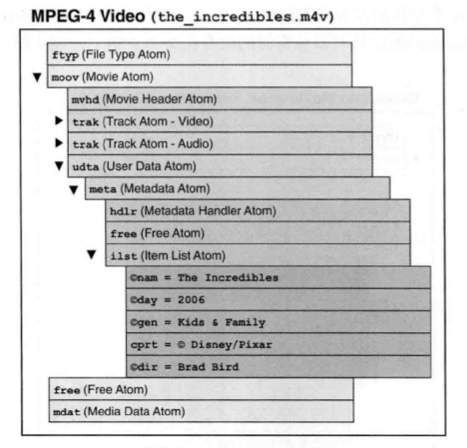 MPEG-4 Video (the_incredibles.m4v)
ftyp (File Type Atom)
moov (Movie Atom)
mvhd (Movie Header Atom)
trak (Track Atom - Video)
trak (Track Atom - Audio)
udta (User Data Atom)
meta (Metadata Atom)
hdlr (Metadata Handler Atom)
free (Free Atom)
ilst (Item List Atom)
©nam = The Incredibles
©day = 2006
©gen = Kids & Family
cprt = © Disney/Pixar
©dir = Brad Bird
free (Free Atom)
mdat (Media Data Atom)